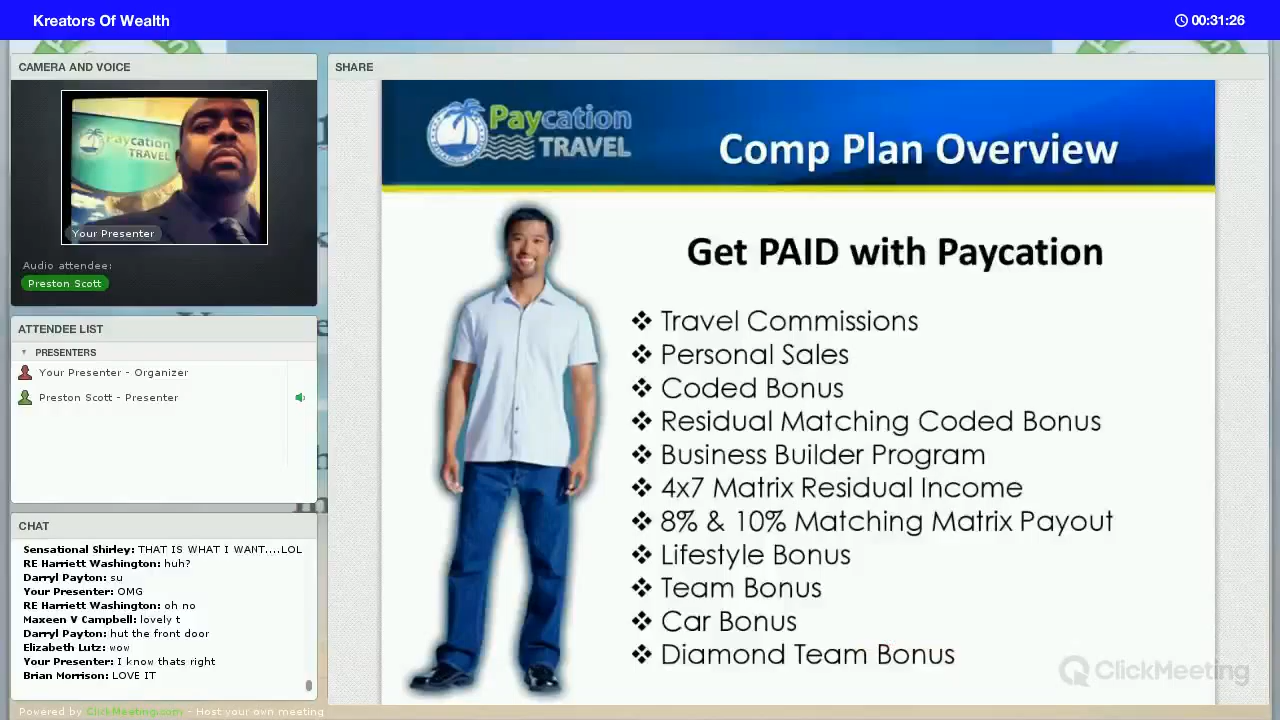 Kreators Of Wealth
00:31:26
CAMERA AND VOICE
Paycation
TRAVEL
Your Presenter
Audio attendee:
Preston Scott
ATTENDEE LIST
PRESENTERS
Your Presenter - Organizer
Preston Scott - Presenter
CHAT
Sensational Shirley: THAT IS WHAT I WANT....LOL
RE Harriett Washington: huh?
Darryl Payton: su
Your Presenter: OMG
RE Harriett Washington: oh no
Maxeen V Campbell: lovely t
Darryl Payton: hut the front door
Elizabeth Lutz: wow
Your Presenter: I know thats right
Brian Morrison: LOVE IT
Powered by ClickMeeting.com - Host your own meeting
SHARE
Paycation
TRAVEL
Comp Plan Overview
Get PAID with Paycation
❖ Travel Commissions
❖ Personal Sales
❖ Coded Bonus
❖ Residual Matching Coded Bonus
❖ Business Builder Program
❖ 4x7 Matrix Residual Income
❖ 8% & 10% Matching Matrix Payout
❖ Lifestyle Bonus
❖ Team Bonus
❖ Car Bonus
❖ Diamond Team Bonus
ClickMeeting